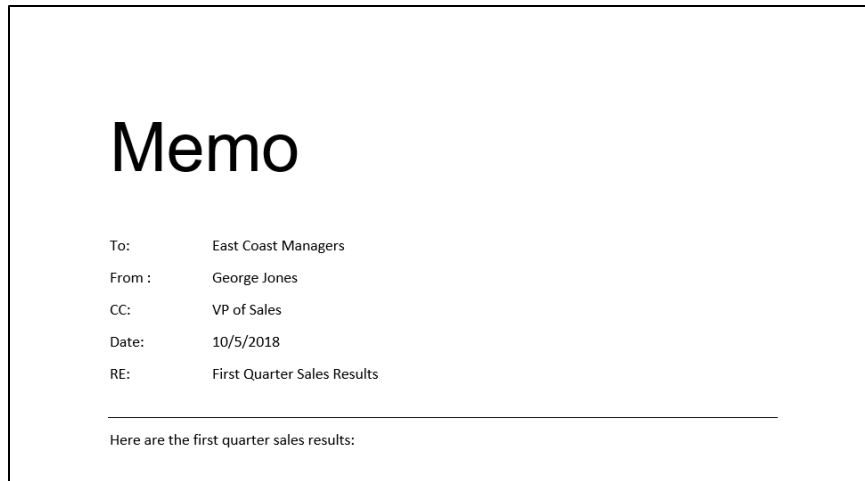 Memo
To: East Coast Managers
From : George Jones
CC: VP of Sales
Date: 10/5/2018
RE: First Quarter Sales Results
Here are the first quarter sales results: